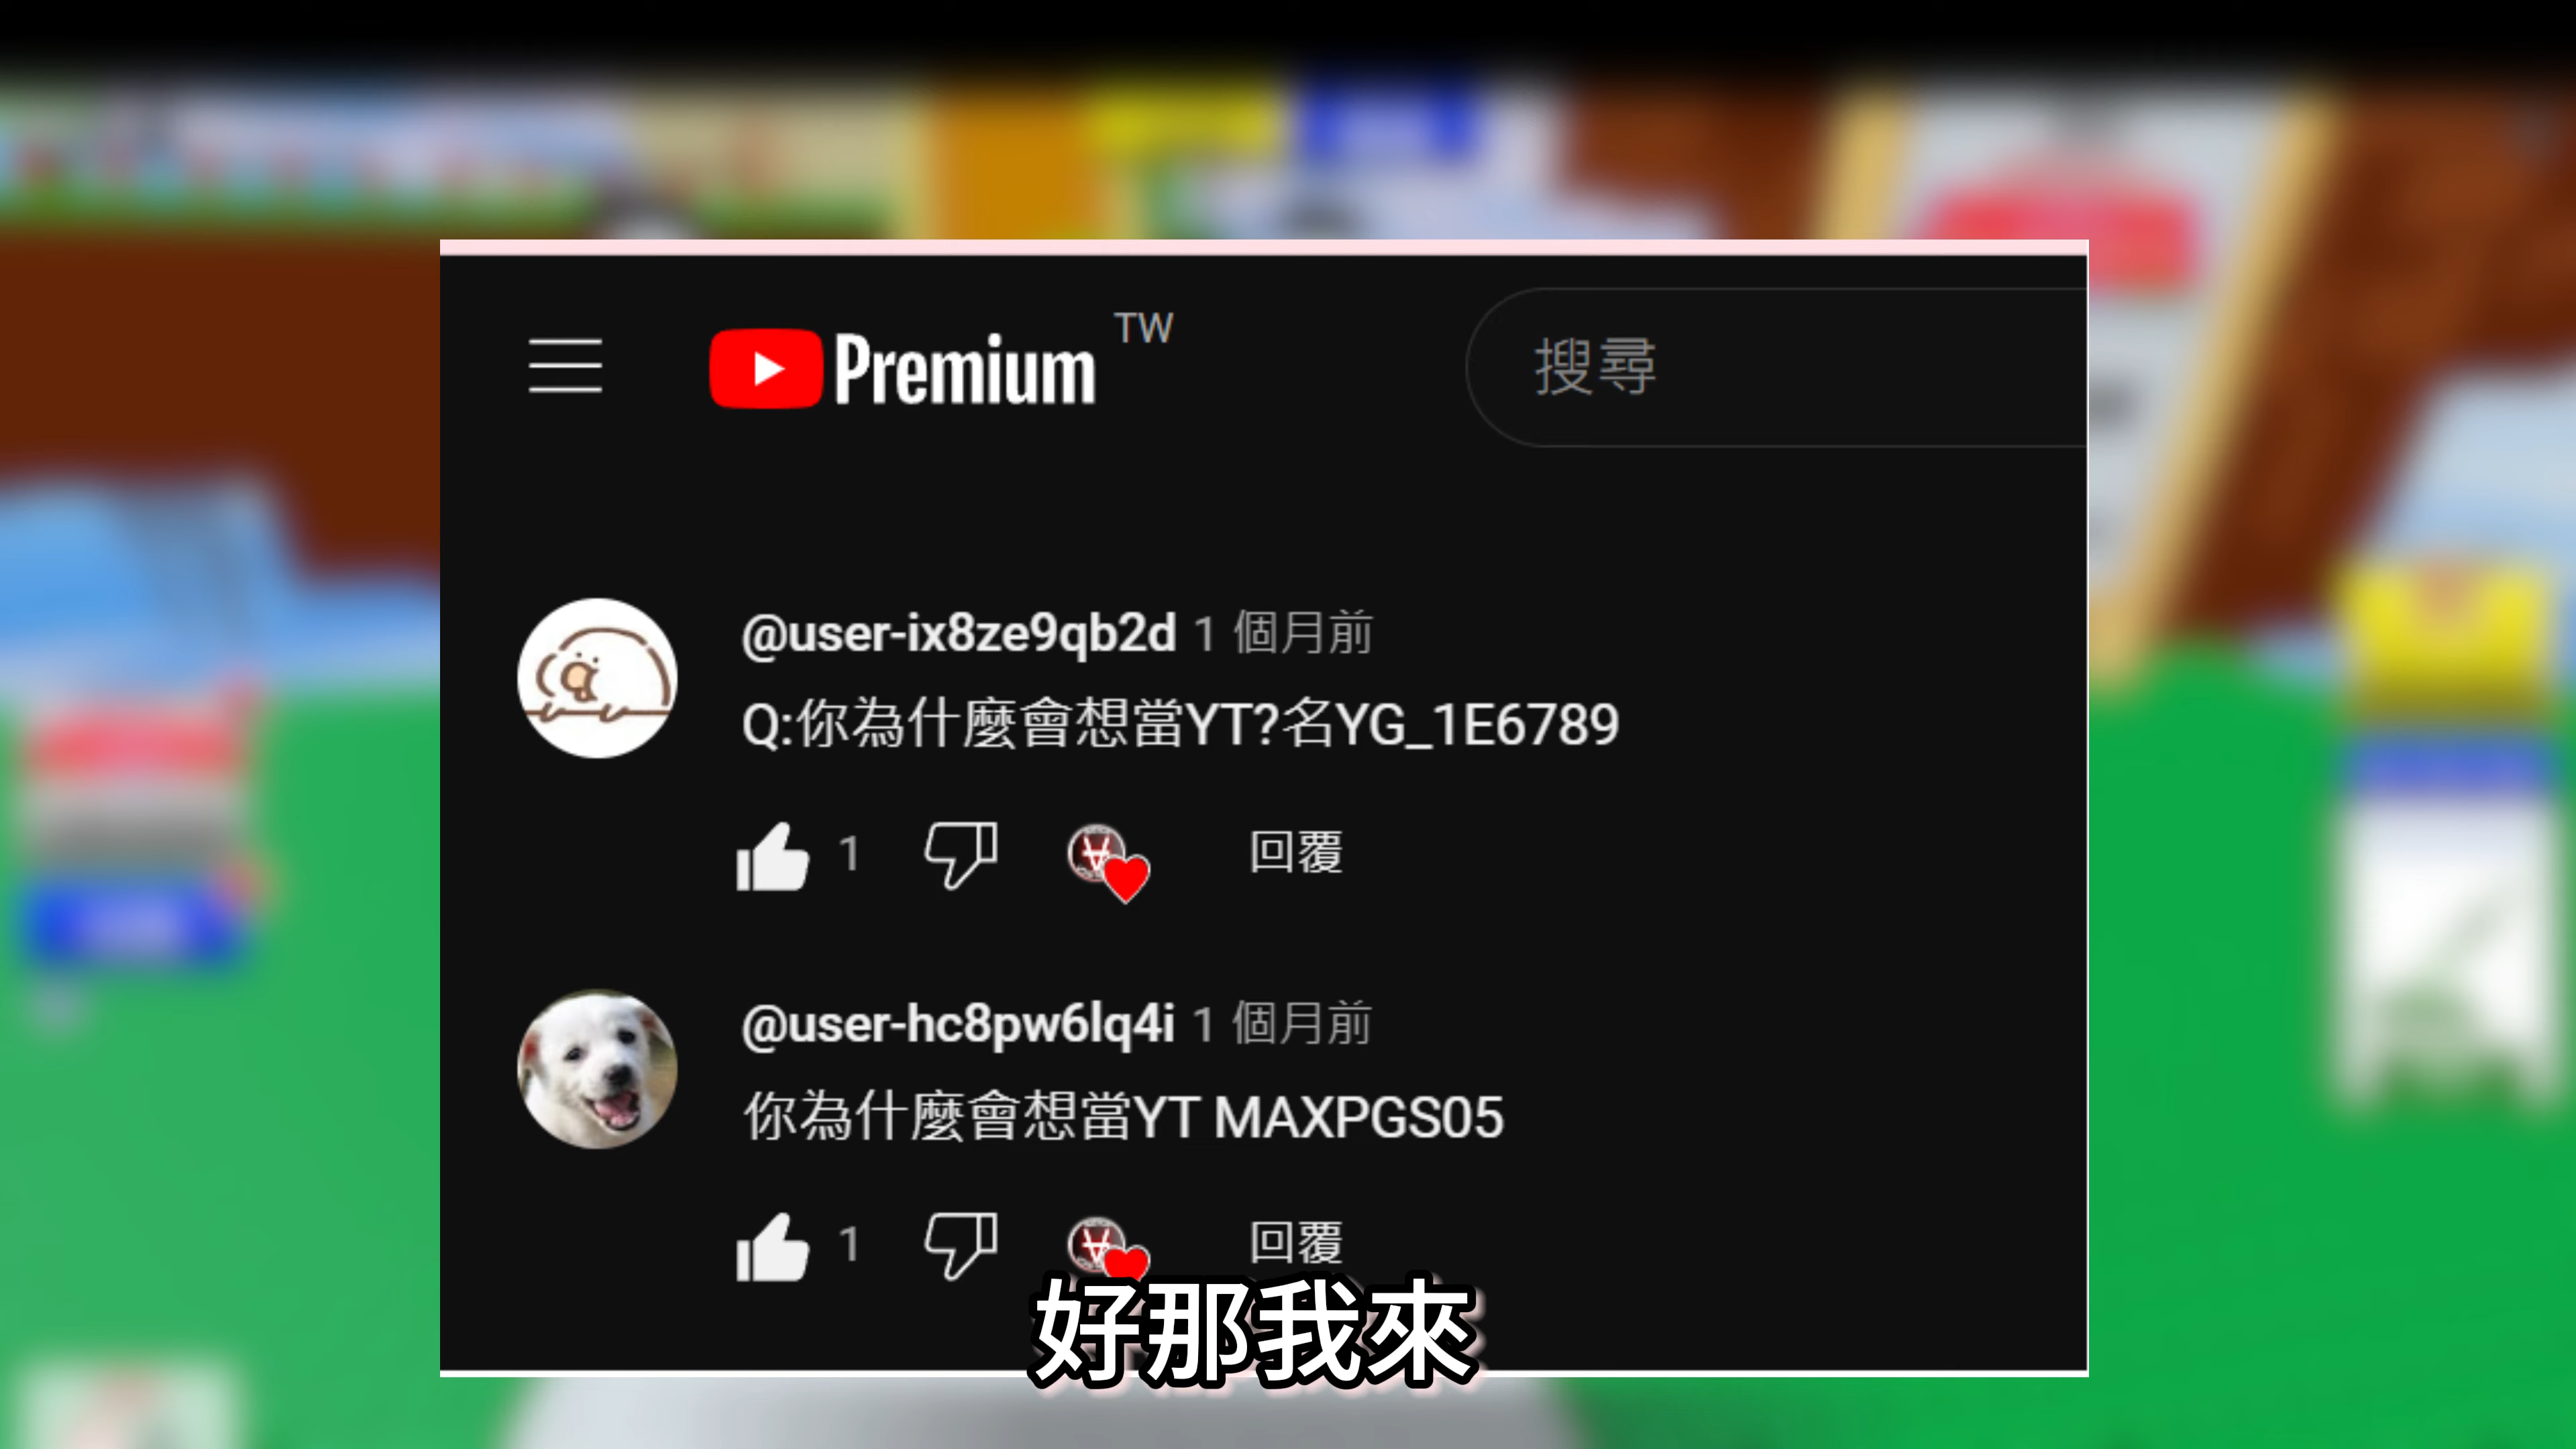 Premium TW
搜尋
@user-ix8ze9qb2d 1 個月前
Q:你為什麼會想當YT?名YG_1E6789
1 回覆
@user-hc8pw6lq4i 1 個月前
你為什麼會想當YT MAXPGS05
1 回覆
好那我來